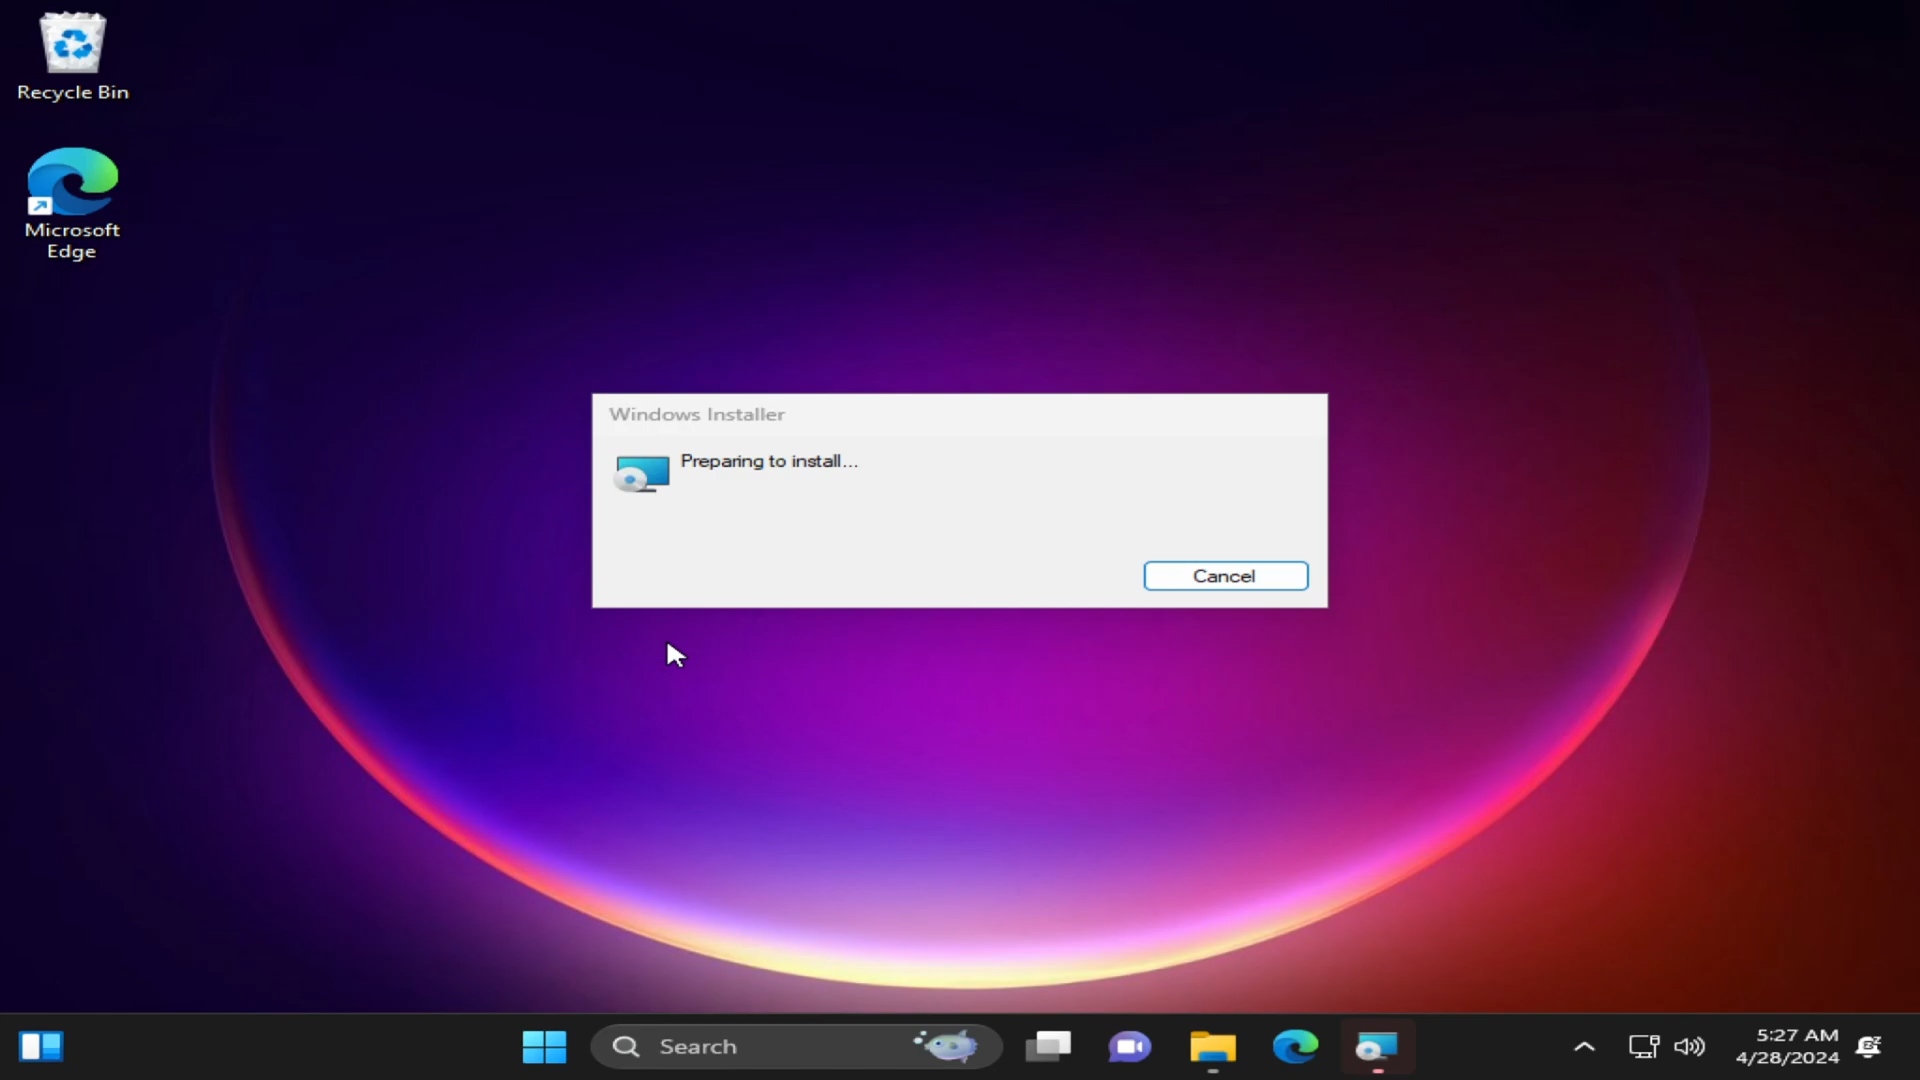 Recycle Bin
Microsoft
Edge
Windows Installer
Preparing to install...
Cancel
Search
5:27 AM
4/28/2024